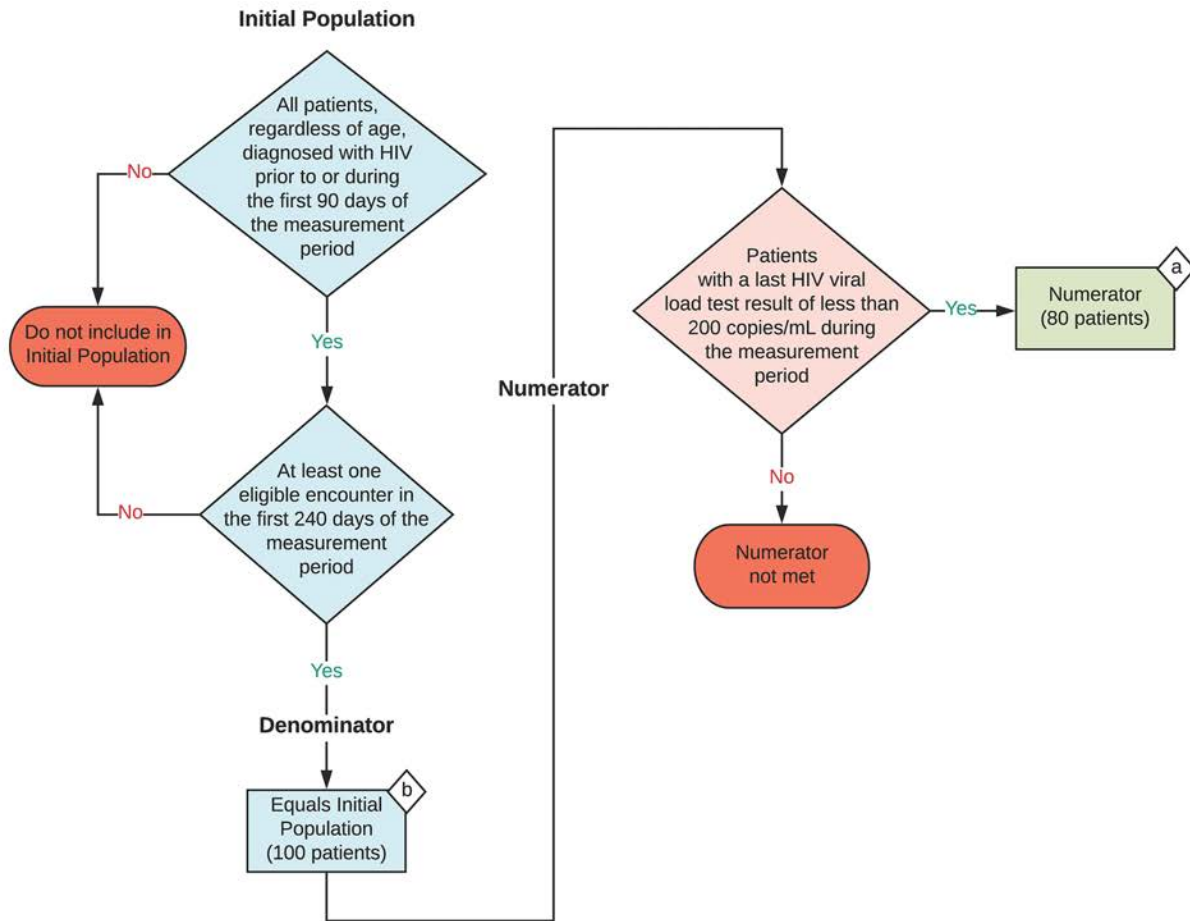 Initial Population
All patients,
regardless of age,
diagnosed with HIV
prior to or during
the first 90 days of
the measurement
period
No
Do not include in
Initial Population
Yes
At least one
eligible encounter in
the first 240 days of the
measurement
period
No
Yes
Denominator
b
Equals Initial
Population
(100 patients)
Numerator
Patients
with a last HIV viral
load test result of less than
200 copies/mL during
the measurement
period
Yes
a
Numerator
(80 patients)
No
Numerator
not met